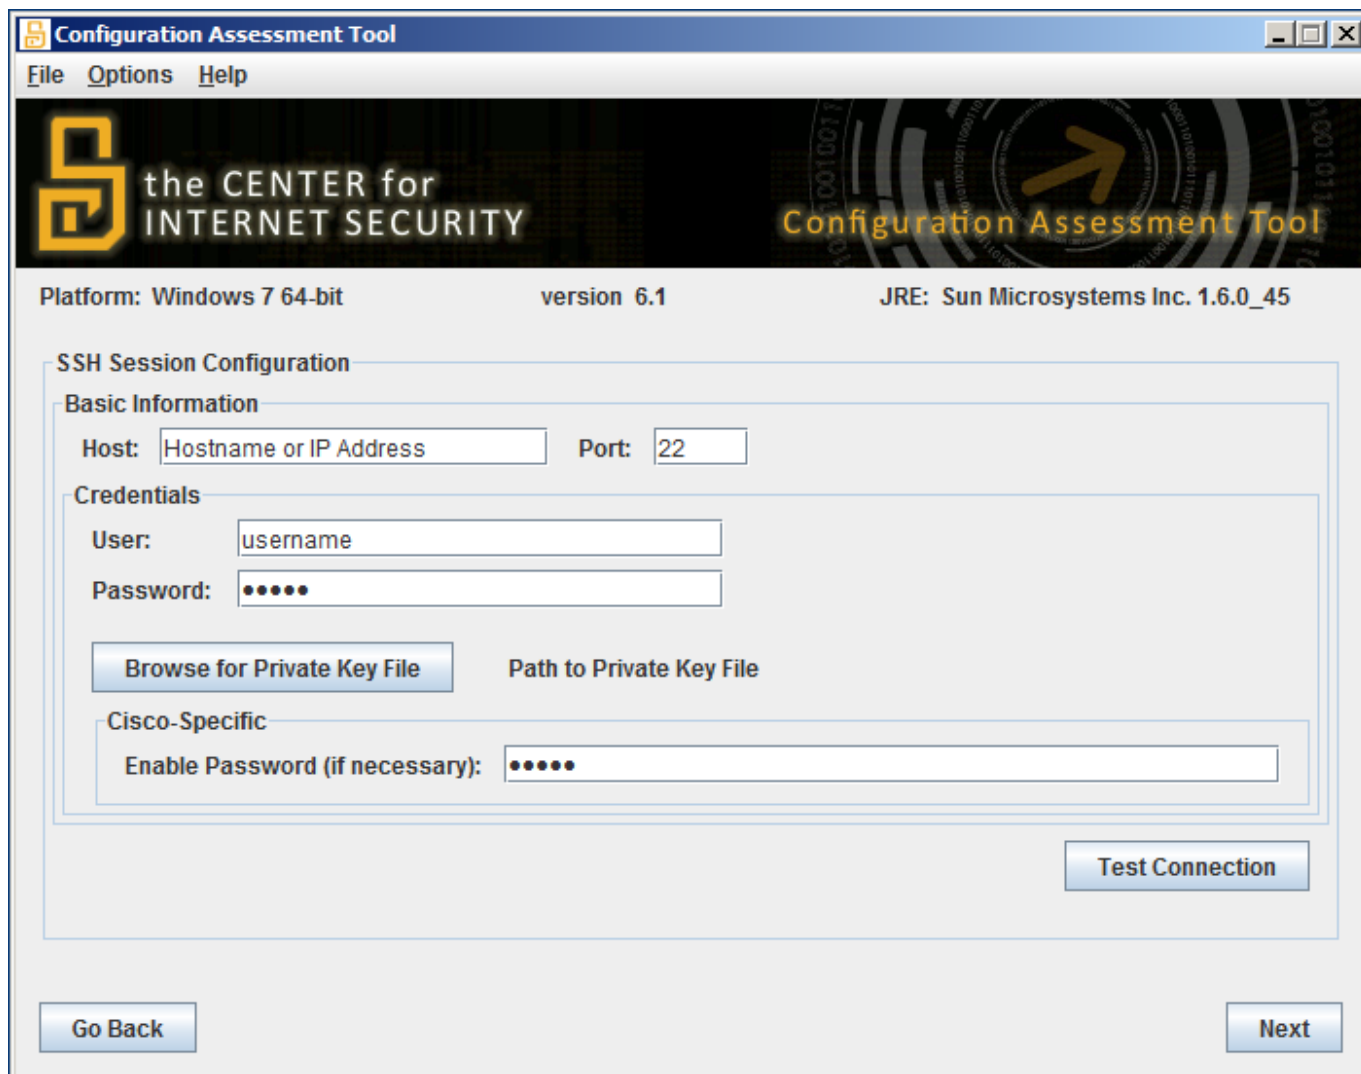 Configuration Assessment Tool
File Options Help
the CENTER for
INTERNET SECURITY
Configuration Assessment Tool
Platform: Windows 7 64-bit version 6.1 JRE: Sun Microsystems Inc. 1.6.0_45
SSH Session Configuration
Basic Information
Host: Hostname or IP Address Port: 22
Credentials
User: username
Password: •••••
Browse for Private Key File Path to Private Key File
Cisco-Specific
Enable Password (if necessary): •••••
Test Connection
Go Back Next